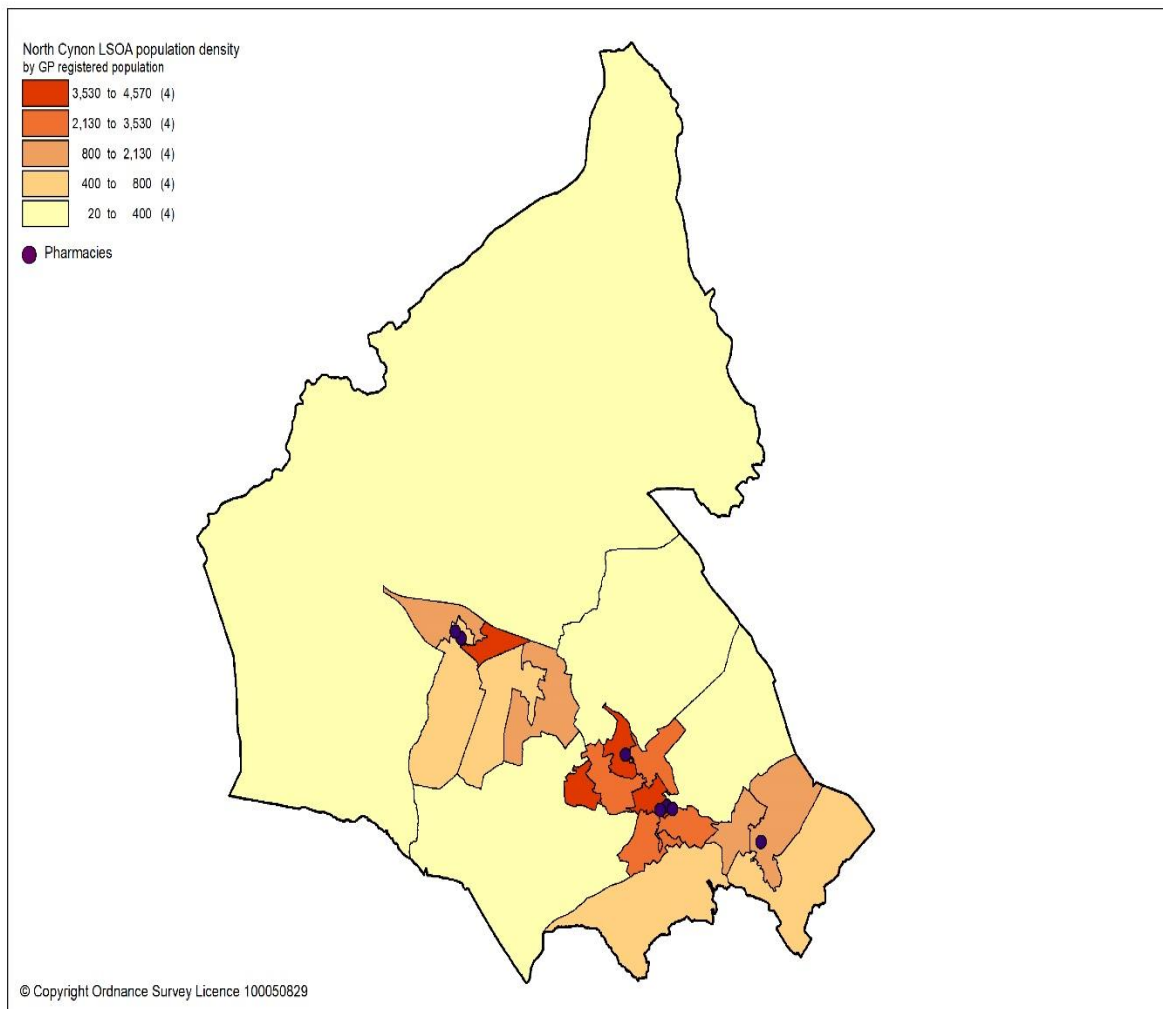 North Cynon LSOA population density
by GP registered population
3,530 to 4,570 (4)
2,130 to 3,530 (4)
800 to 2,130 (4)
400 to 800 (4)
20 to 400 (4)
Pharmacies
© Copyright Ordnance Survey Licence 100050829